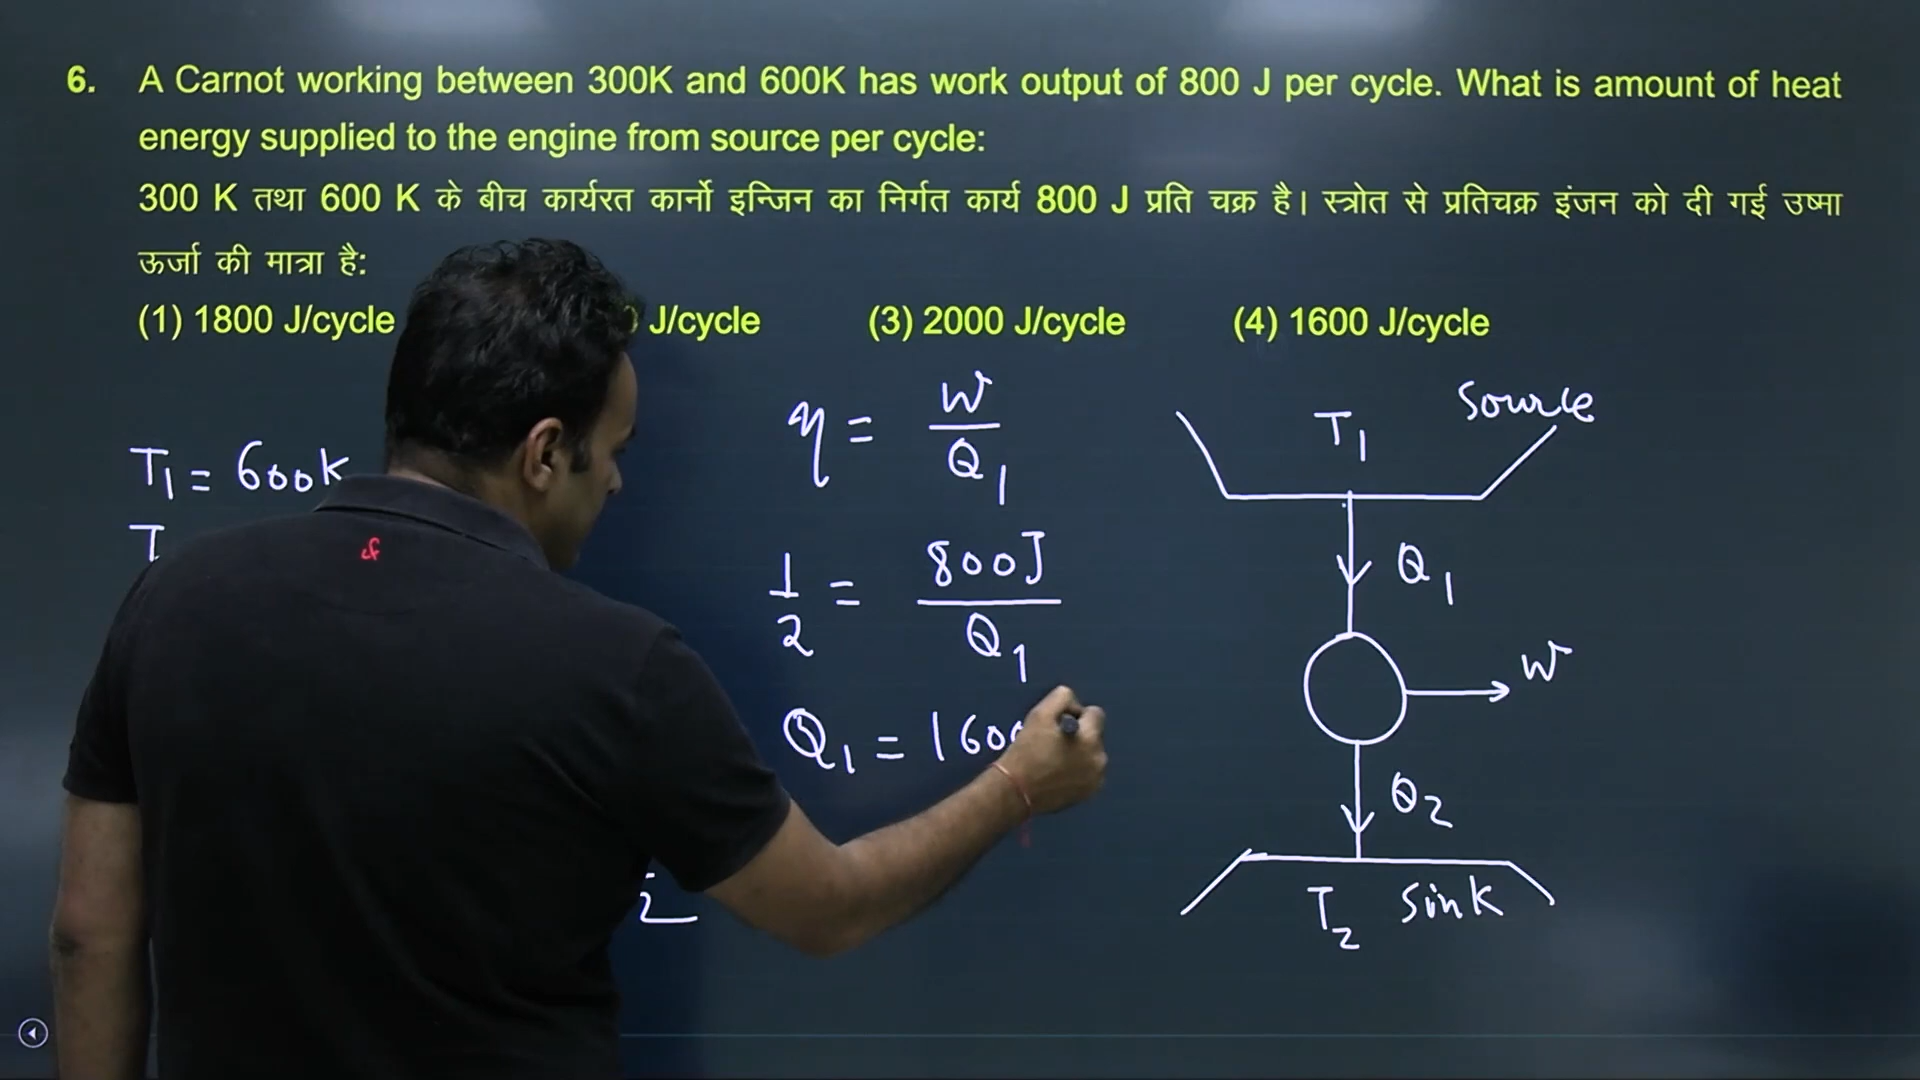 6. A Carnot working between 300K and 600K has work output of 800 J per cycle. What is amount of heat
energy supplied to the engine from source per cycle:
300 K तथा 600 K के बीच कार्यरत कार्नो इन्जिन का निर्गत कार्य 800 J प्रति चक्र है। स्त्रोत से प्रतिचक्र इंजन को दी गई उष्मा
ऊर्जा की मात्रा है:
(1) 1800 J/cycle J/cycle (3) 2000 J/cycle (4) 1600 J/cycle
η = W/Q₁
T₁ Source
T₁ = 600K
T
1/2 = 800J/Q₁
Q₁
W
Q₁ = 160
Q₂
2
T₂ Sink